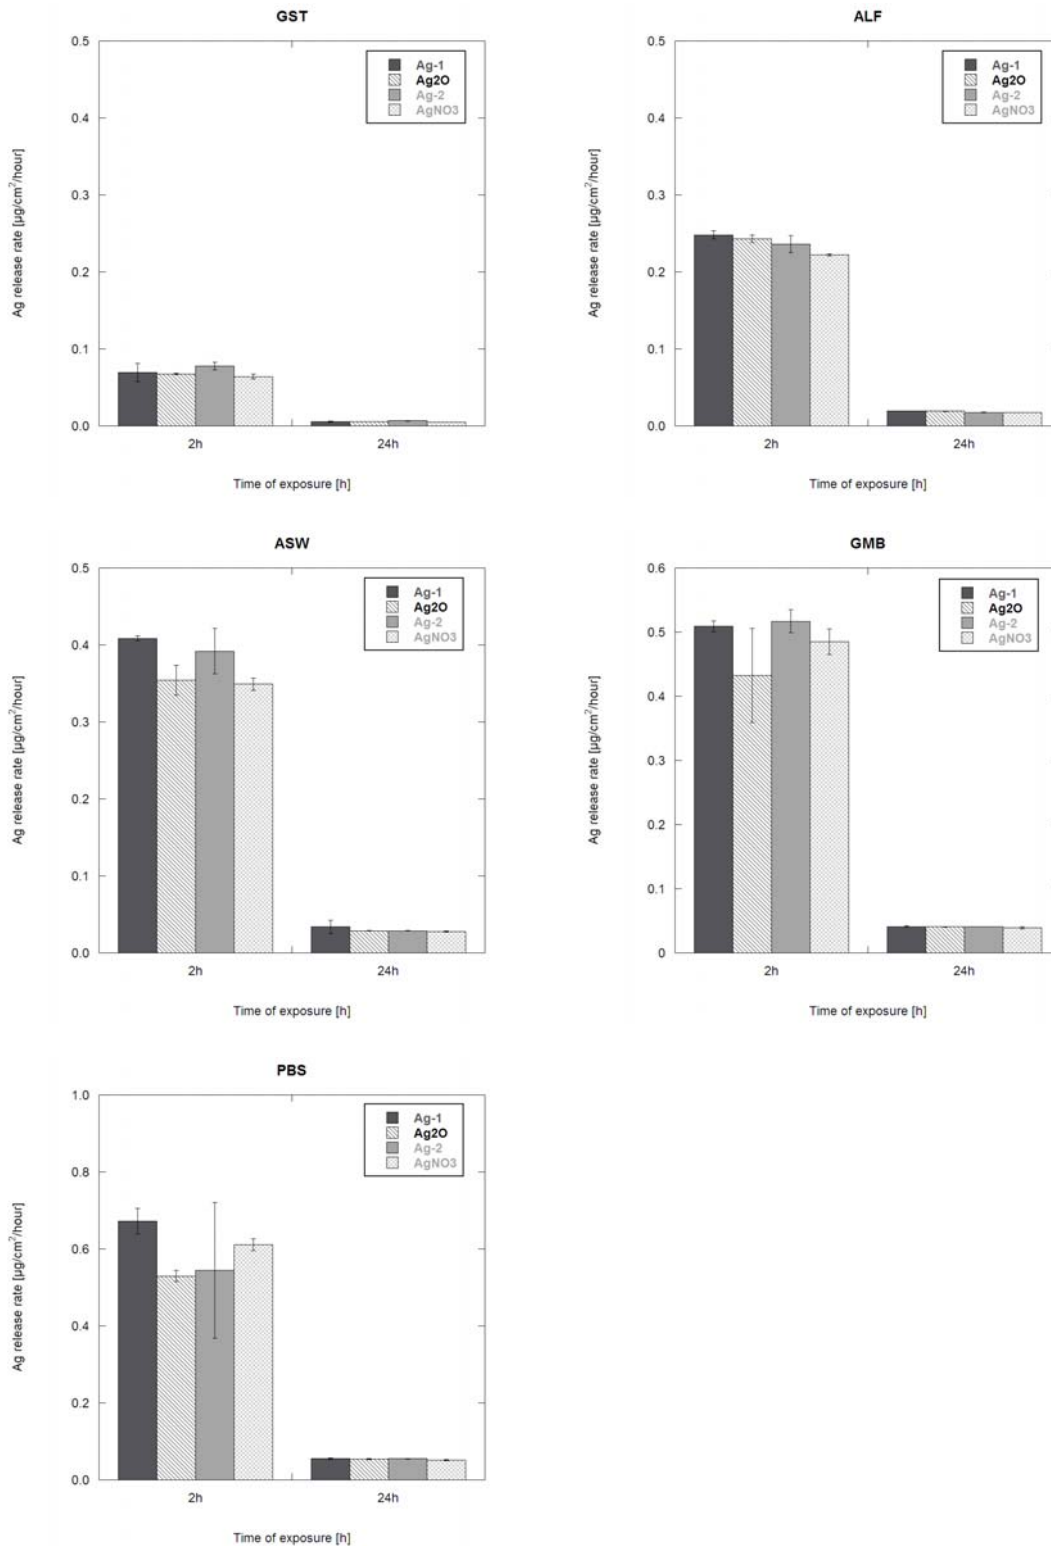 GST
0.5
0.4
0.3
0.2
0.1
0.0
Ag release rate [µg/cm²/hour]
Ag-1
Ag2O
Ag-2
AgNO3
2h
24h
Time of exposure [h]
ALF
0.5
0.4
0.3
0.2
0.1
0.0
Ag release rate [µg/cm²/hour]
Ag-1
Ag2O
Ag-2
AgNO3
2h
24h
Time of exposure [h]
ASW
0.5
0.4
0.3
0.2
0.1
0.0
Ag release rate [µg/cm²/hour]
Ag-1
Ag2O
Ag-2
AgNO3
2h
24h
Time of exposure [h]
GMB
0.6
0.5
0.4
0.3
0.2
0.1
0
Ag release rate [µg/cm²/hour]
Ag-1
Ag2O
Ag-2
AgNO3
2h
24h
Time of exposure [h]
PBS
1.0
0.8
0.6
0.4
0.2
0.0
Ag release rate [µg/cm²/hour]
Ag-1
Ag2O
Ag-2
AgNO3
2h
24h
Time of exposure [h]